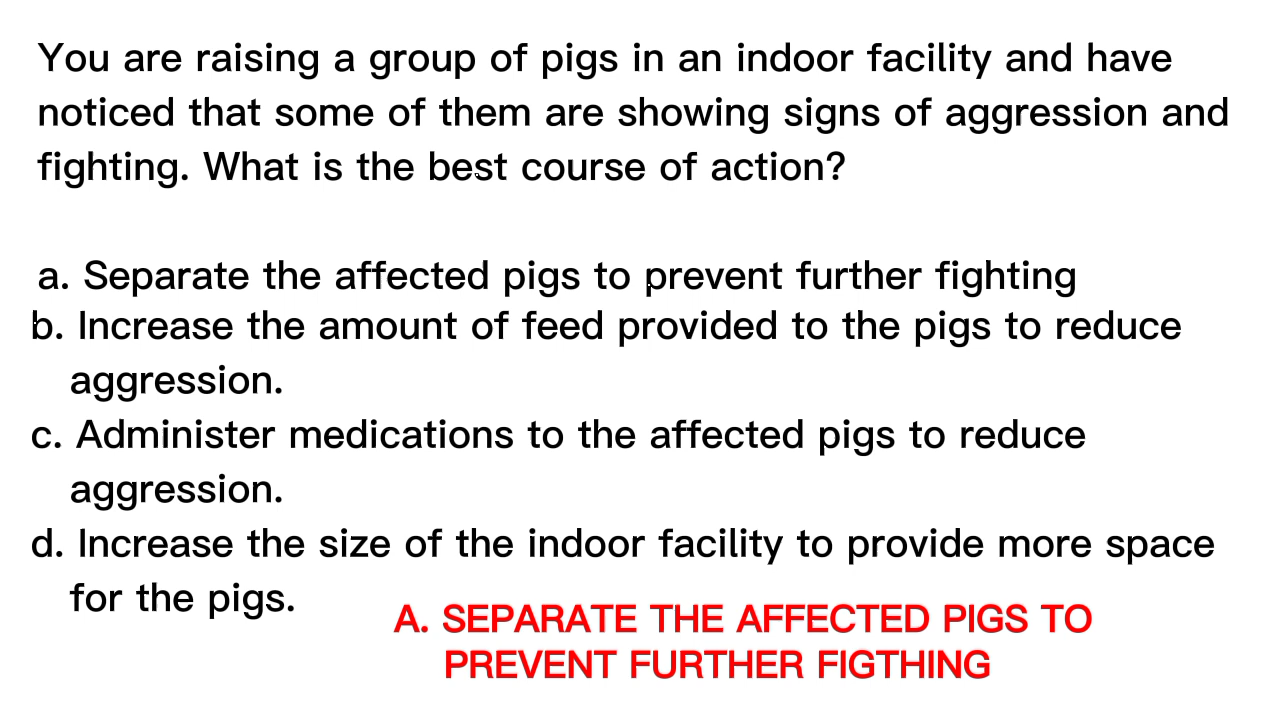 You are raising a group of pigs in an indoor facility and have
noticed that some of them are showing signs of aggression and
fighting. What is the best course of action?
a. Separate the affected pigs to prevent further fighting
b. Increase the amount of feed provided to the pigs to reduce
aggression.
c. Administer medications to the affected pigs to reduce
aggression.
d. Increase the size of the indoor facility to provide more space
for the pigs.
A. SEPARATE THE AFFECTED PIGS TO
PREVENT FURTHER FIGTHING